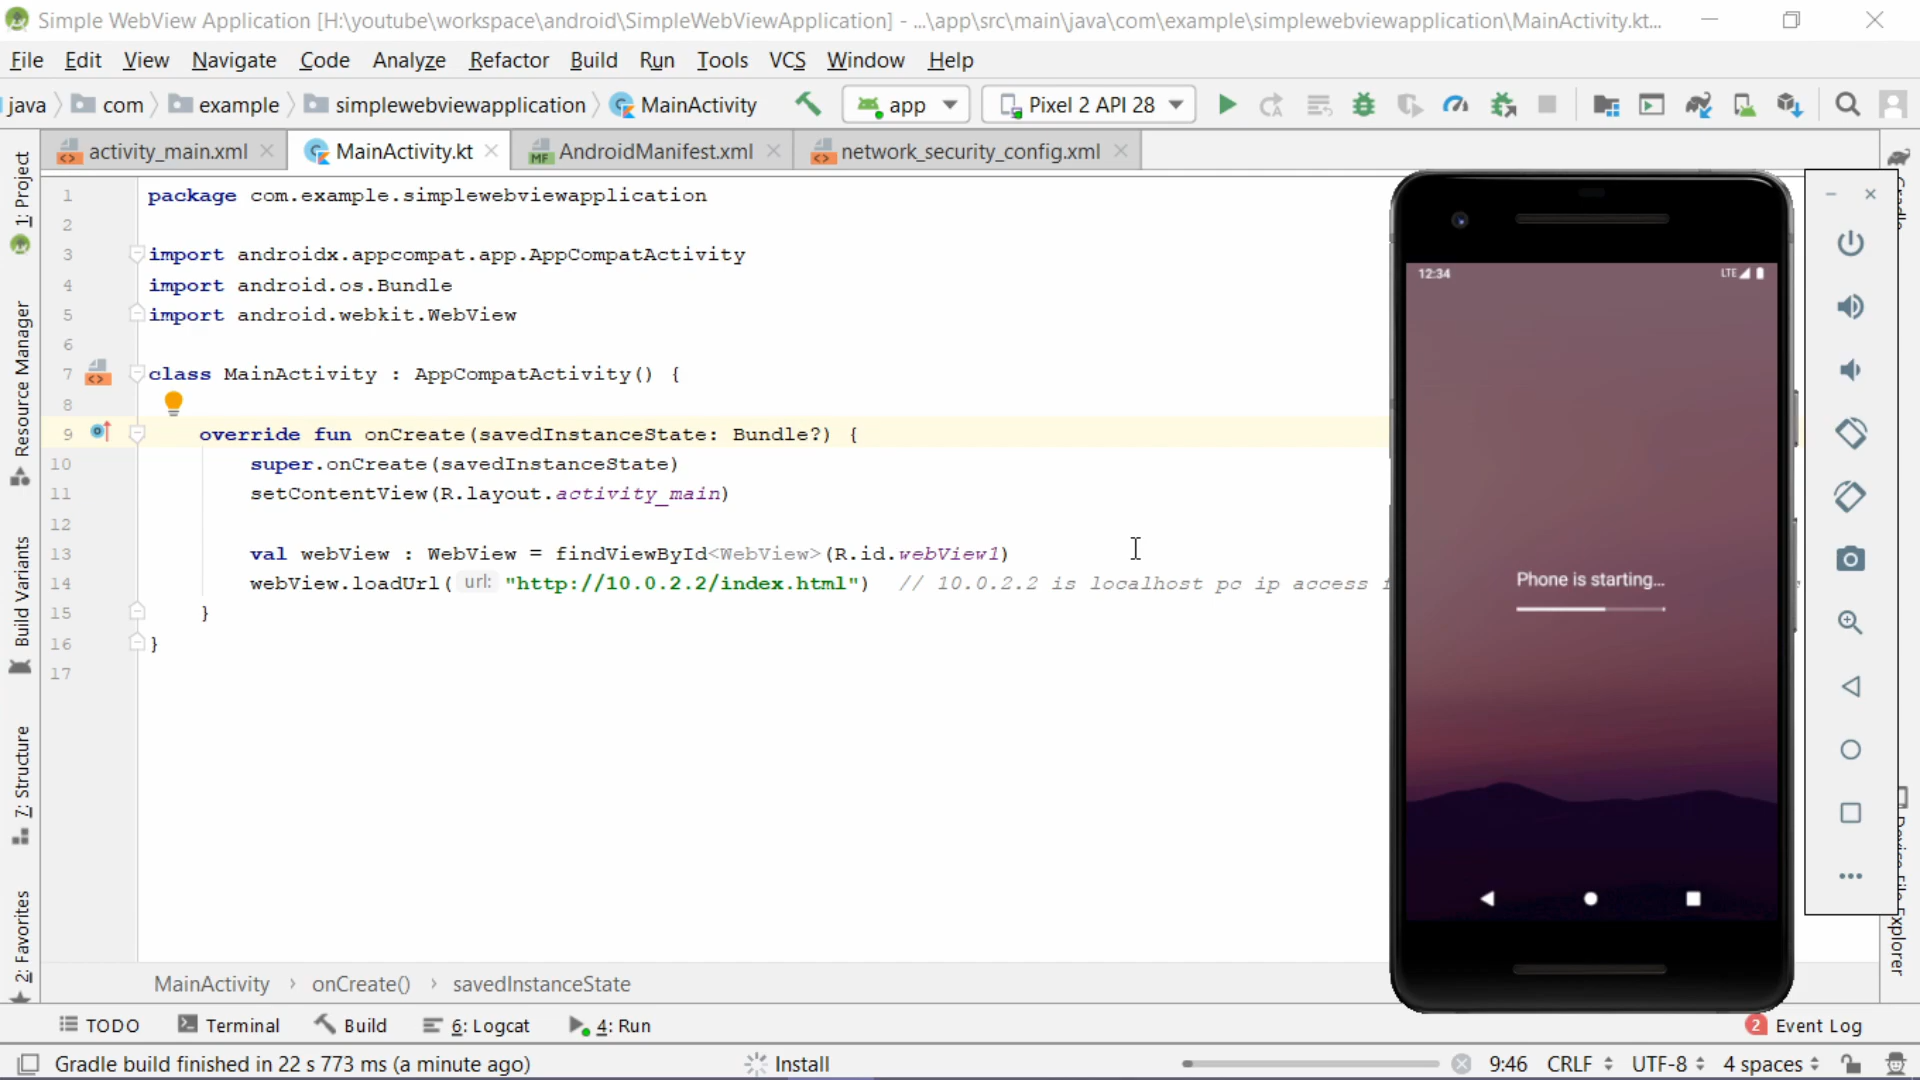 Simple WebView Application [H:\youtube\workspace\android\SimpleWebViewApplication] - ...\app\src\main\java\com\example\simplewebviewapplication\MainActivity.kt...
File Edit View Navigate Code Analyze Refactor Build Run Tools VCS Window Help
java com example simplewebviewapplication MainActivity app Pixel 2 API 28
activity_main.xml MainActivity.kt AndroidManifest.xml network_security_config.xml
1: Project
Resource Manager
Build Variants
7: Structure
2: Favorites
1 package com.example.simplewebviewapplication
2
3 import androidx.appcompat.app.AppCompatActivity
4 import android.os.Bundle
5 import android.webkit.WebView
6
7 class MainActivity : AppCompatActivity() {
8
9 override fun onCreate(savedInstanceState: Bundle?) {
10 super.onCreate(savedInstanceState)
11 setContentView(R.layout.activity_main)
12
13 val webView : WebView = findViewById<WebView>(R.id.webView1)
14 webView.loadUrl( url: "http://10.0.2.2/index.html") // 10.0.2.2 is localhost pc ip access
15 }
16 }
17
12:34 LTE
Phone is starting...
Explorer
MainActivity › onCreate() › savedInstanceState
TODO Terminal Build 6: Logcat 4: Run 2 Event Log
Gradle build finished in 22 s 773 ms (a minute ago) Install 9:46 CRLF UTF-8 4 spaces